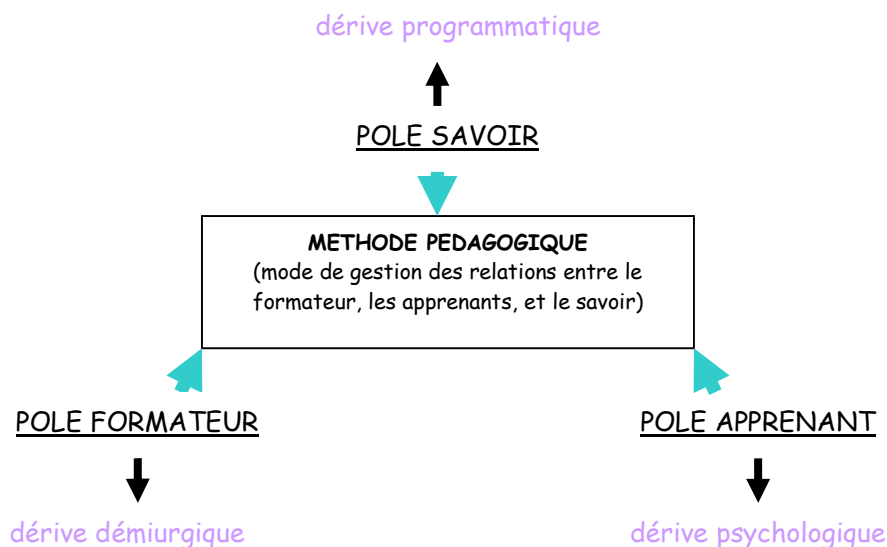 dérive programmatique
POLE SAVOIR
METHODE PEDAGOGIQUE
(mode de gestion des relations entre le
formateur, les apprenants, et le savoir)
POLE FORMATEUR
POLE APPRENANT
dérive démiurgique
dérive psychologique